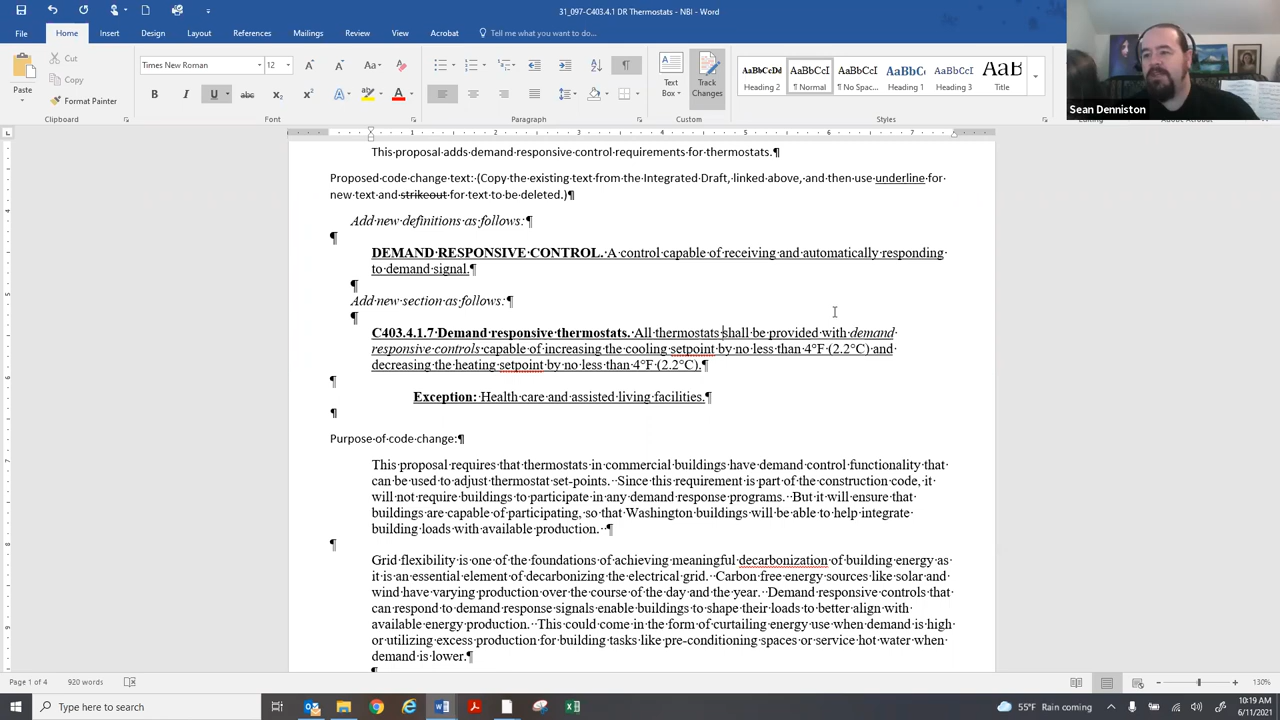 31_097-C403.4.1 DR Thermostats - NBI - Word
File Home Insert Design Layout References Mailings Review View Acrobat Tell me what you want to do...
Paste Cut Copy Format Painter
Times New Roman 12
Text Box Track Changes
AaBbCcDd Heading 2 AaBbCcI ¶ Normal AaBbCcI ¶ No Spac... AaBbC Heading 1 AaBbCcI Heading 3 AaB Title
Clipboard Font Paragraph Custom Styles
Sean Denniston
This proposal adds demand responsive control requirements for thermostats.¶
Proposed code change text: (Copy the existing text from the Integrated Draft, linked above, and then use underline for
new text and strikeout for text to be deleted.)¶
Add new definitions as follows:¶
¶
DEMAND RESPONSIVE CONTROL. A control capable of receiving and automatically responding
to demand signal.¶
¶
Add new section as follows:¶
¶
C403.4.1.7 Demand responsive thermostats. All thermostats shall be provided with demand
responsive controls capable of increasing the cooling setpoint by no less than 4°F (2.2°C) and
decreasing the heating setpoint by no less than 4°F (2.2°C).¶
¶
Exception: Health care and assisted living facilities.¶
¶
Purpose of code change:¶
This proposal requires that thermostats in commercial buildings have demand control functionality that
can be used to adjust thermostat set-points. Since this requirement is part of the construction code, it
will not require buildings to participate in any demand response programs. But it will ensure that
buildings are capable of participating, so that Washington buildings will be able to help integrate
building loads with available production. ¶
¶
Grid flexibility is one of the foundations of achieving meaningful decarbonization of building energy as
it is an essential element of decarbonizing the electrical grid. Carbon free energy sources like solar and
wind have varying production over the course of the day and the year. Demand responsive controls that
can respond to demand response signals enable buildings to shape their loads to better align with
available energy production. This could come in the form of curtailing energy use when demand is high
or utilizing excess production for building tasks like pre-conditioning spaces or service hot water when
demand is lower.¶
Page 1 of 4 920 words 130%
Type here to search 55°F Rain coming 10:19 AM
6/11/2021